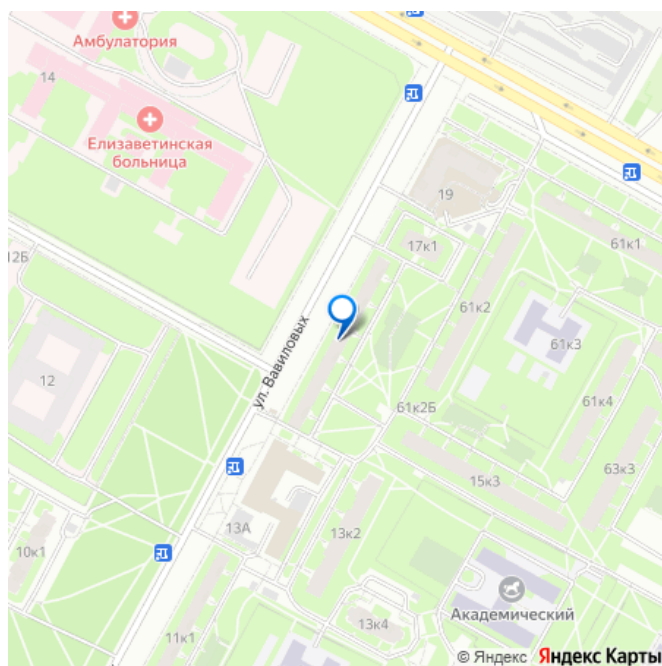 Амбулатория
14
Елизаветинская
больница
19
17к1
61к1
12Б
61к2
ул. Вавиловых
61к3
12
61к2Б
61к4
15к3
63к3
13А
13к2
10к1
Академический
13к4
11к1
© Яндекс Яндекс Карты